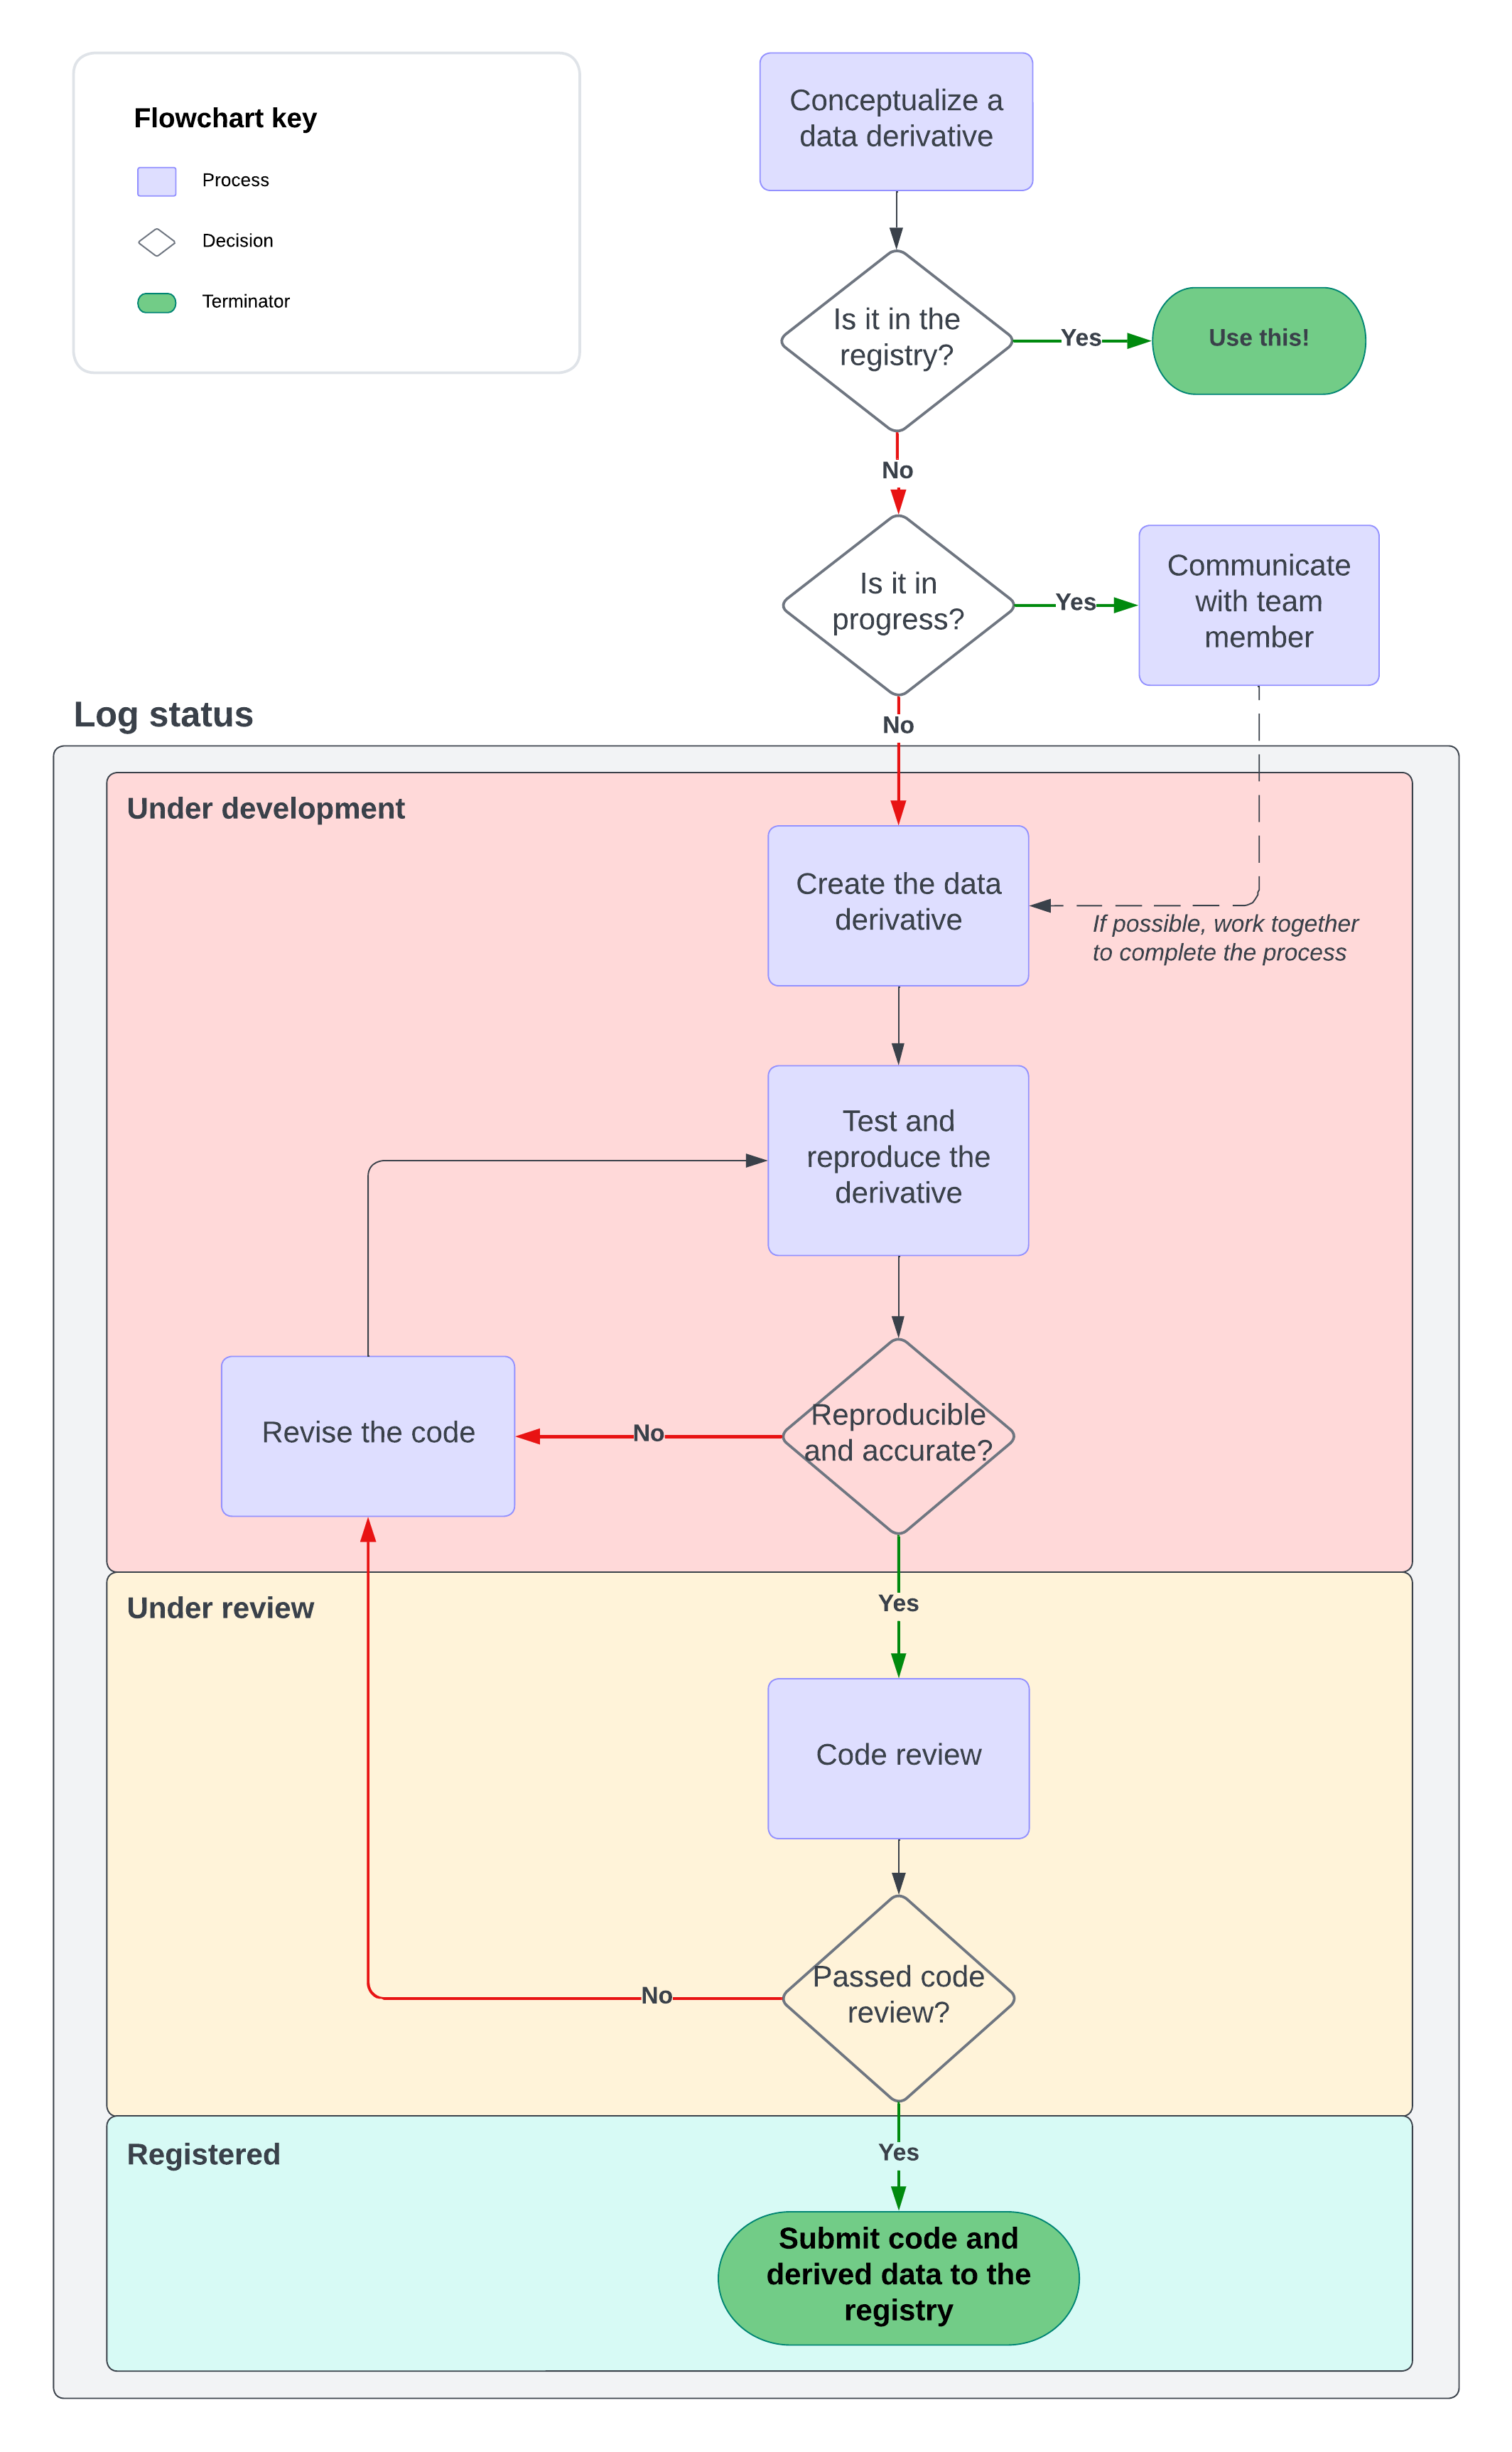 Flowchart key
Process
Decision
Terminator
Conceptualize a
data derivative
Is it in the
registry?
Yes
Use this!
No
Is it in
progress?
Yes
Communicate
with team
member
No
Log status
Under development
Create the data
derivative
If possible, work together
to complete the process
Test and
reproduce the
derivative
Reproducible
and accurate?
No
Revise the code
Yes
Under review
Code review
Passed code
review?
No
Yes
Registered
Submit code and
derived data to the
registry